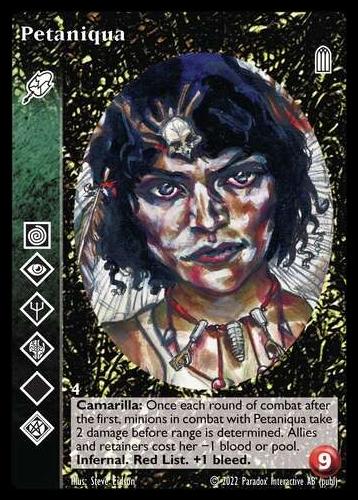 Petaniqua
4
Camarilla: Once each round of combat after
the first, minions in combat with Petaniqua take
2 damage before range is determined. Allies
and retainers cost her -1 blood or pool.
Infernal. Red List. +1 bleed.
9
Illus: Steve Ellison © 2022 Paradox Interactive AB (publ)